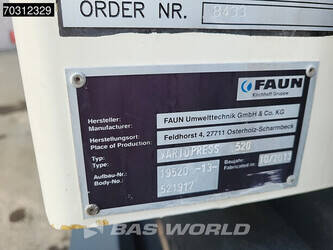 70312329
ORDER NR. 8433
FAUN
Kirchhoff Gruppe
Hersteller: FAUN Umwelttechnik GmbH & Co. KG
Manufacturer:
Herstellungsort: Feldhorst 4, 27711 Osterholz-Scharmbeck
Place of Production:
Typ: VARIOPRESS 520
Type:
Aufbau-Nr.: 19520 -13- Baujahr: 10/2013
Body-No.: 521917 Fabricated in:
BAS WORLD